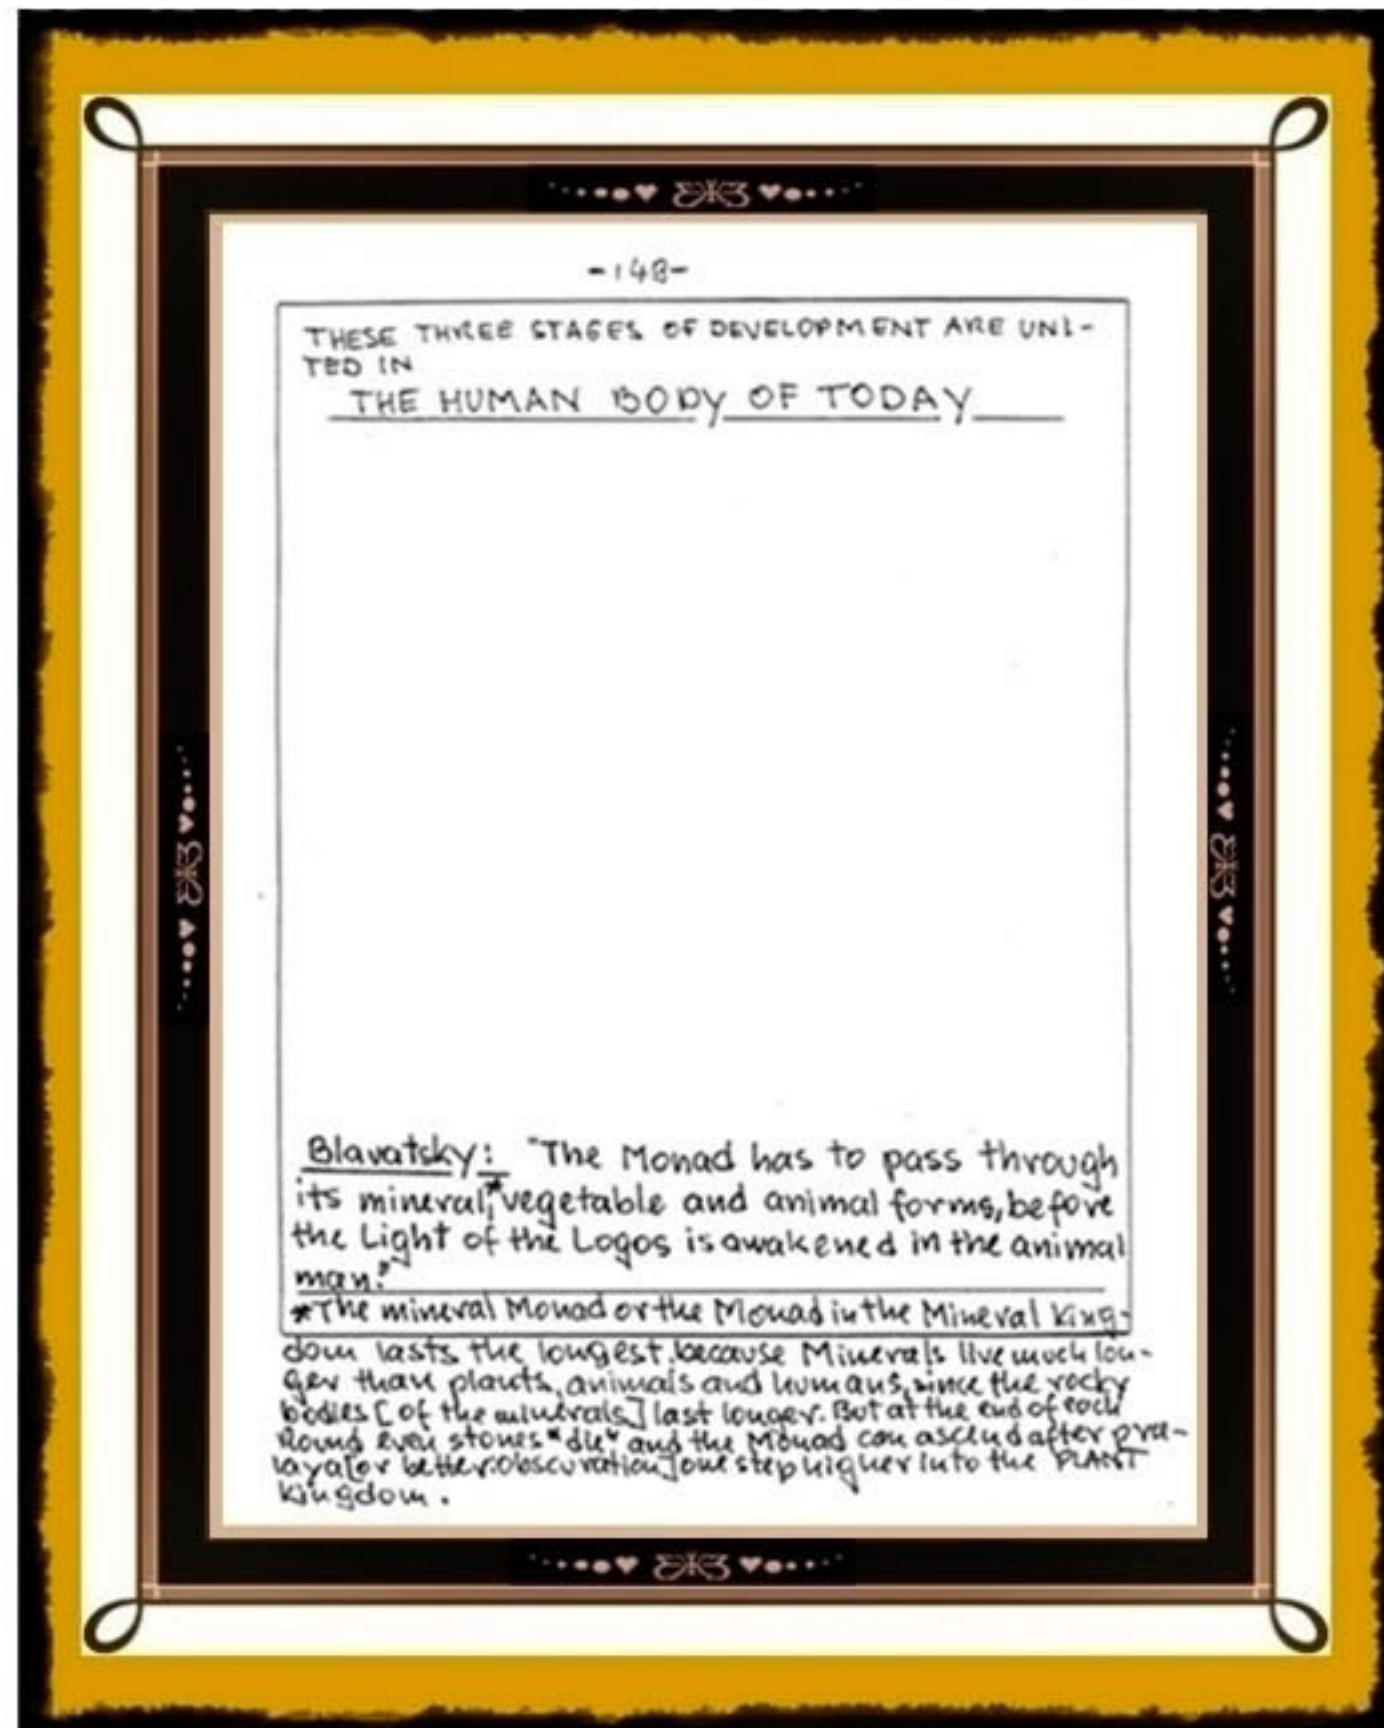 -148-
THESE THREE STAGES OF DEVELOPMENT ARE UNI-
TED IN
THE HUMAN BODY OF TODAY
Blavatsky: "The Monad has to pass through
its mineral,* vegetable and animal forms, before
the Light of the Logos is awakened in the animal
man."
*The mineral Monad or the Monad in the Mineral King-
dom lasts the longest, because Minerals live much lon-
ger than plants, animals and humans, since the rocky
bodies [of the minerals] last longer. But at the end of each
Round even stones "die" and the Monad can ascend after pra-
laya [or better: obscuration] one step higher into the PLANT
kingdom.